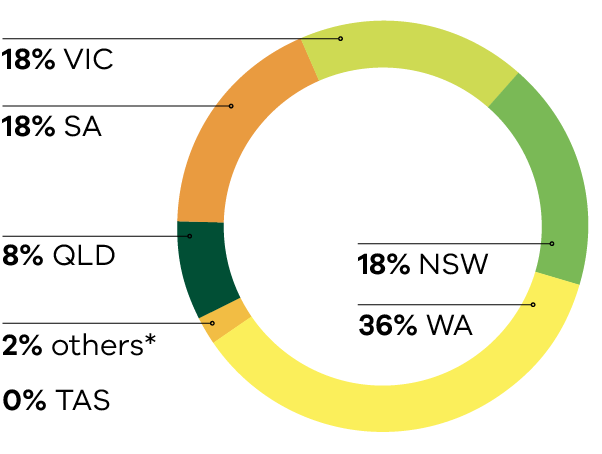 18% VIC
18% SA
8% QLD
18% NSW
36% WA
2% others*
0% TAS